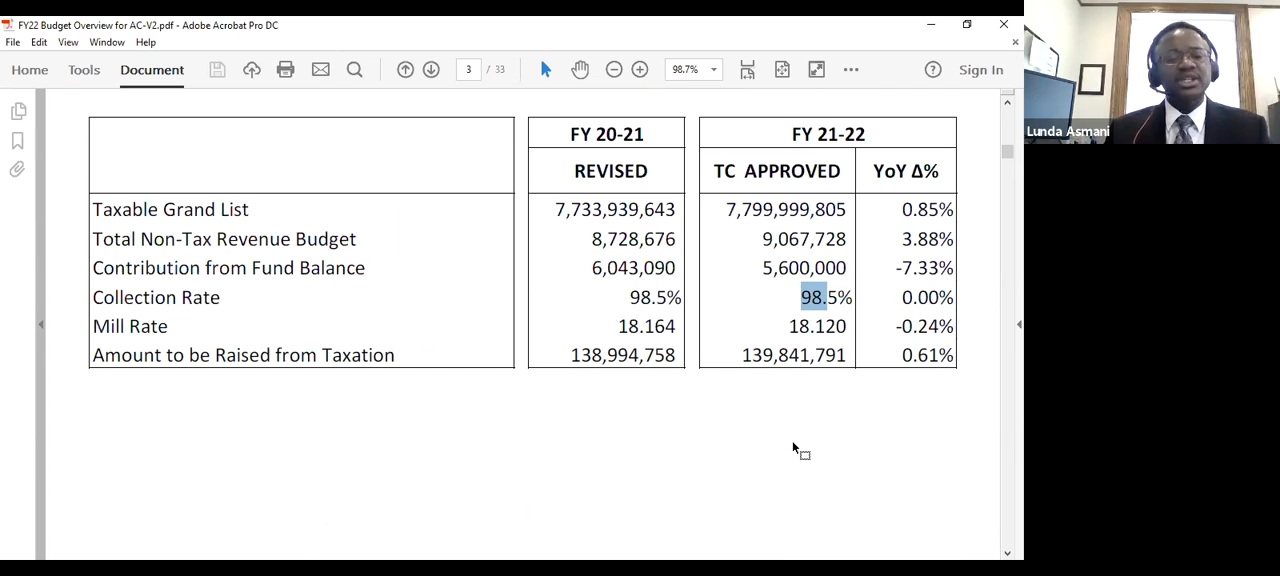 FY22 Budget Overview for AC-V2.pdf - Adobe Acrobat Pro DC
File Edit View Window Help
Home Tools Document 3 / 33 98.7% Sign In
FY 20-21 FY 21-22
REVISED TC APPROVED YoY Δ%
Taxable Grand List 7,733,939,643 7,799,999,805 0.85%
Total Non-Tax Revenue Budget 8,728,676 9,067,728 3.88%
Contribution from Fund Balance 6,043,090 5,600,000 -7.33%
Collection Rate 98.5% 98.5% 0.00%
Mill Rate 18.164 18.120 -0.24%
Amount to be Raised from Taxation 138,994,758 139,841,791 0.61%
Lunda Asmani